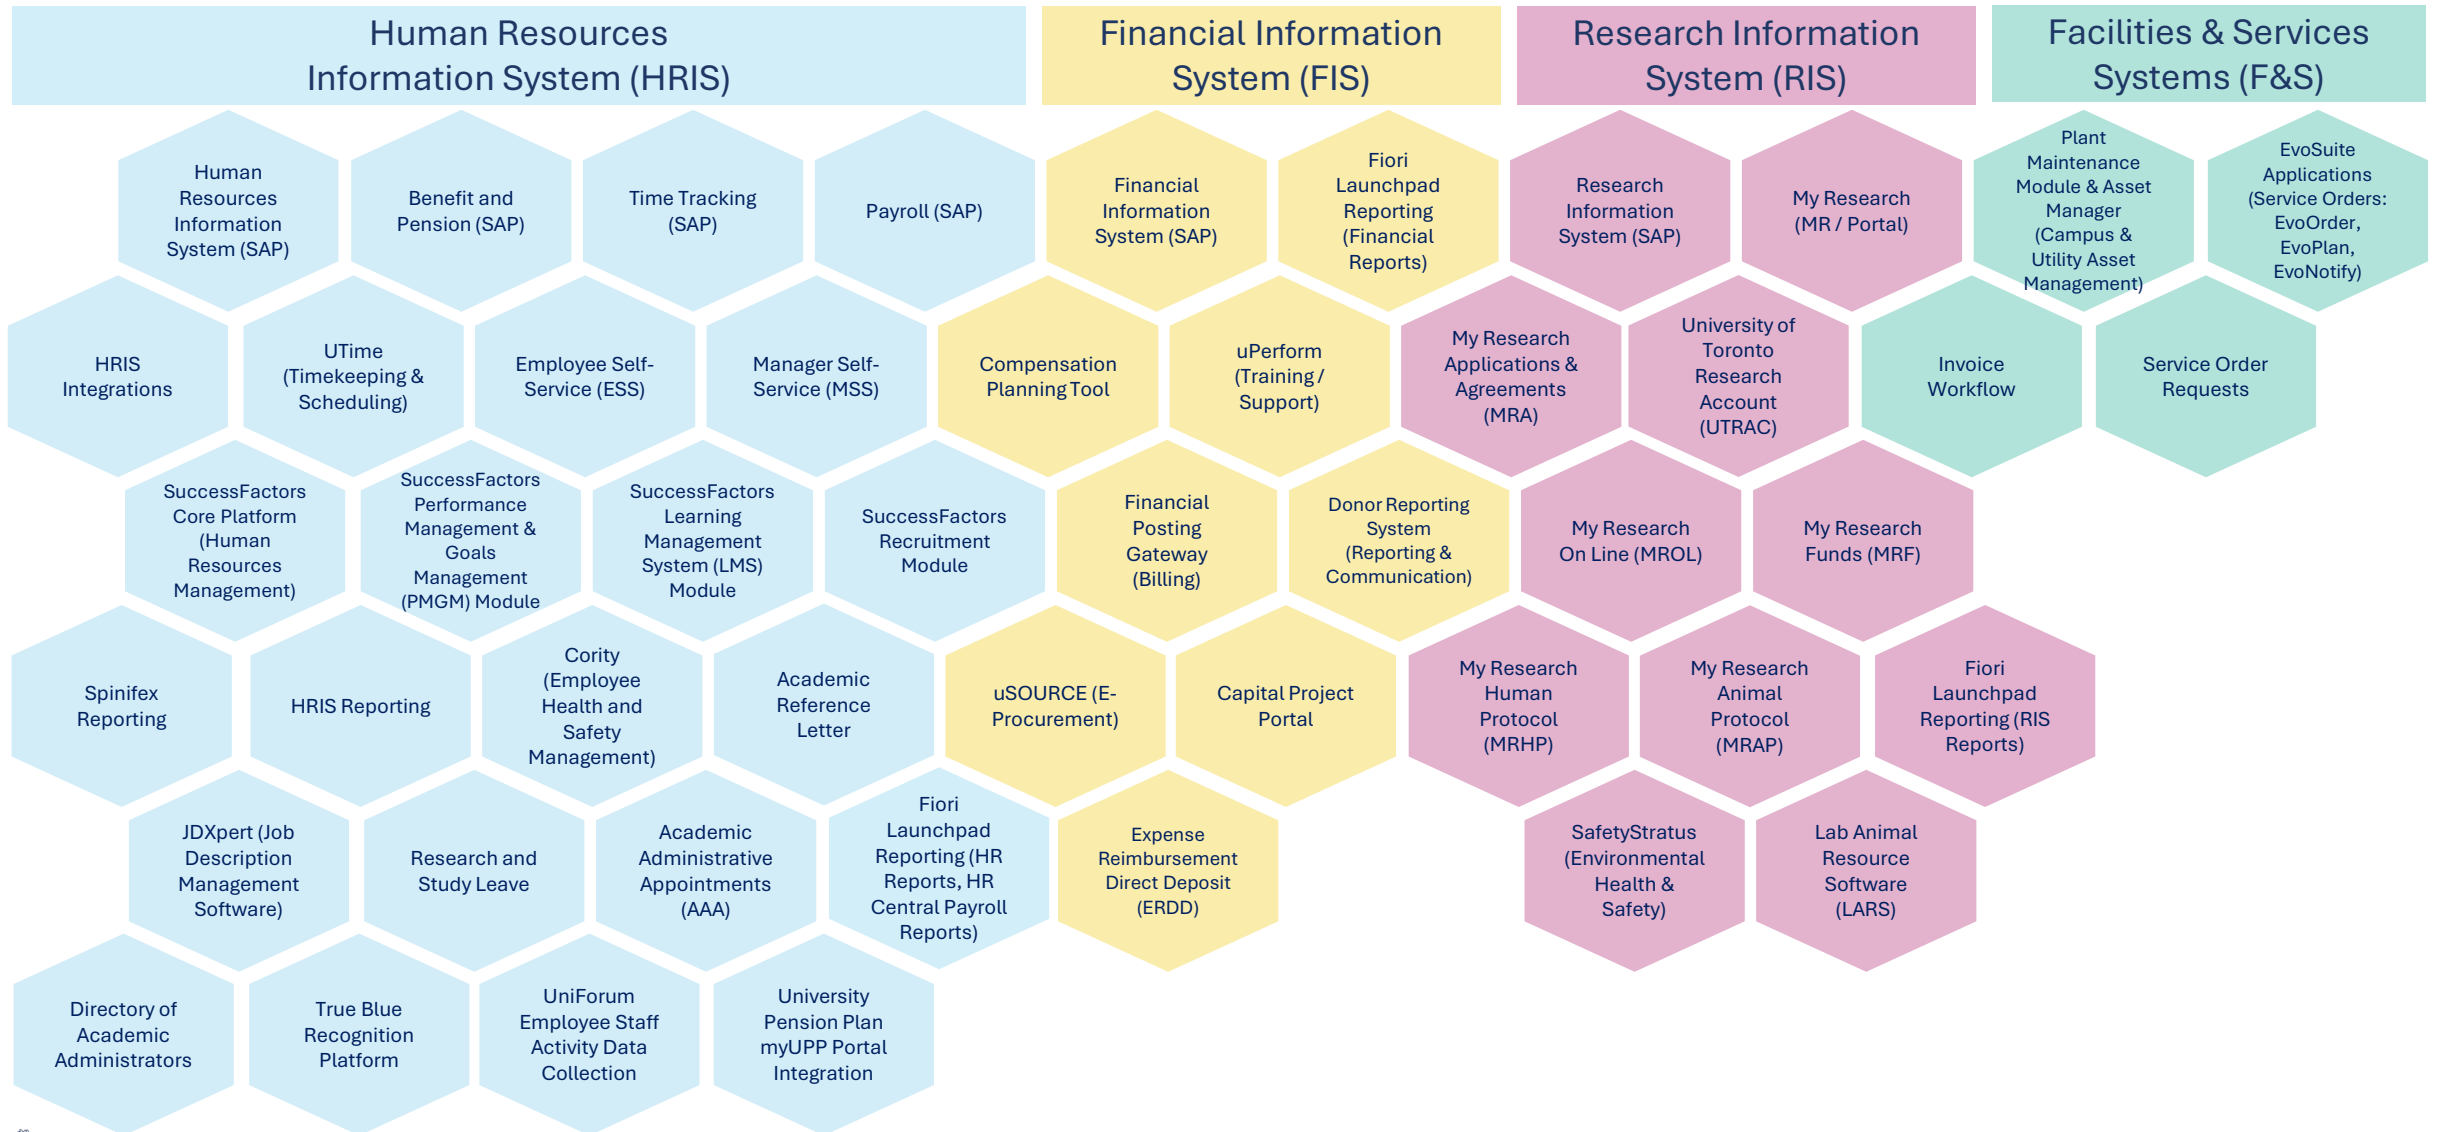 Human Resources
Information System (HRIS)
Financial Information
System (FIS)
Research Information
System (RIS)
Facilities & Services
Systems (F&S)
Human
Resources
Information
System (SAP)
Benefit and
Pension (SAP)
Time Tracking
(SAP)
Payroll (SAP)
Financial
Information
System (SAP)
Fiori
Launchpad
Reporting
(Financial
Reports)
Research
Information
System (SAP)
My Research
(MR / Portal)
Plant
Maintenance
Module & Asset
Manager
(Campus &
Utility Asset
Management)
EvoSuite
Applications
(Service Orders:
EvoOrder,
EvoPlan,
EvoNotify)
HRIS
Integrations
UTime
(Timekeeping &
Scheduling)
Employee Self-
Service (ESS)
Manager Self-
Service (MSS)
Compensation
Planning Tool
uPerform
(Training /
Support)
My Research
Applications &
Agreements
(MRA)
University of
Toronto
Research
Account
(UTRAC)
Invoice
Workflow
Service Order
Requests
SuccessFactors
Core Platform
(Human
Resources
Management)
SuccessFactors
Performance
Management &
Goals
Management
(PMGM) Module
SuccessFactors
Learning
Management
System (LMS)
Module
SuccessFactors
Recruitment
Module
Financial
Posting
Gateway
(Billing)
Donor Reporting
System
(Reporting &
Communication)
My Research
On Line (MROL)
My Research
Funds (MRF)
Spinifex
Reporting
HRIS Reporting
Cority
(Employee
Health and
Safety
Management)
Academic
Reference
Letter
uSOURCE (E-
Procurement)
Capital Project
Portal
My Research
Human
Protocol
(MRHP)
My Research
Animal
Protocol
(MRAP)
Fiori
Launchpad
Reporting (RIS
Reports)
JDXpert (Job
Description
Management
Software)
Research and
Study Leave
Academic
Administrative
Appointments
(AAA)
Fiori
Launchpad
Reporting (HR
Reports, HR
Central Payroll
Reports)
Expense
Reimbursement
Direct Deposit
(ERDD)
SafetyStratus
(Environmental
Health &
Safety)
Lab Animal
Resource
Software
(LARS)
Directory of
Academic
Administrators
True Blue
Recognition
Platform
UniForum
Employee Staff
Activity Data
Collection
University
Pension Plan
myUPP Portal
Integration